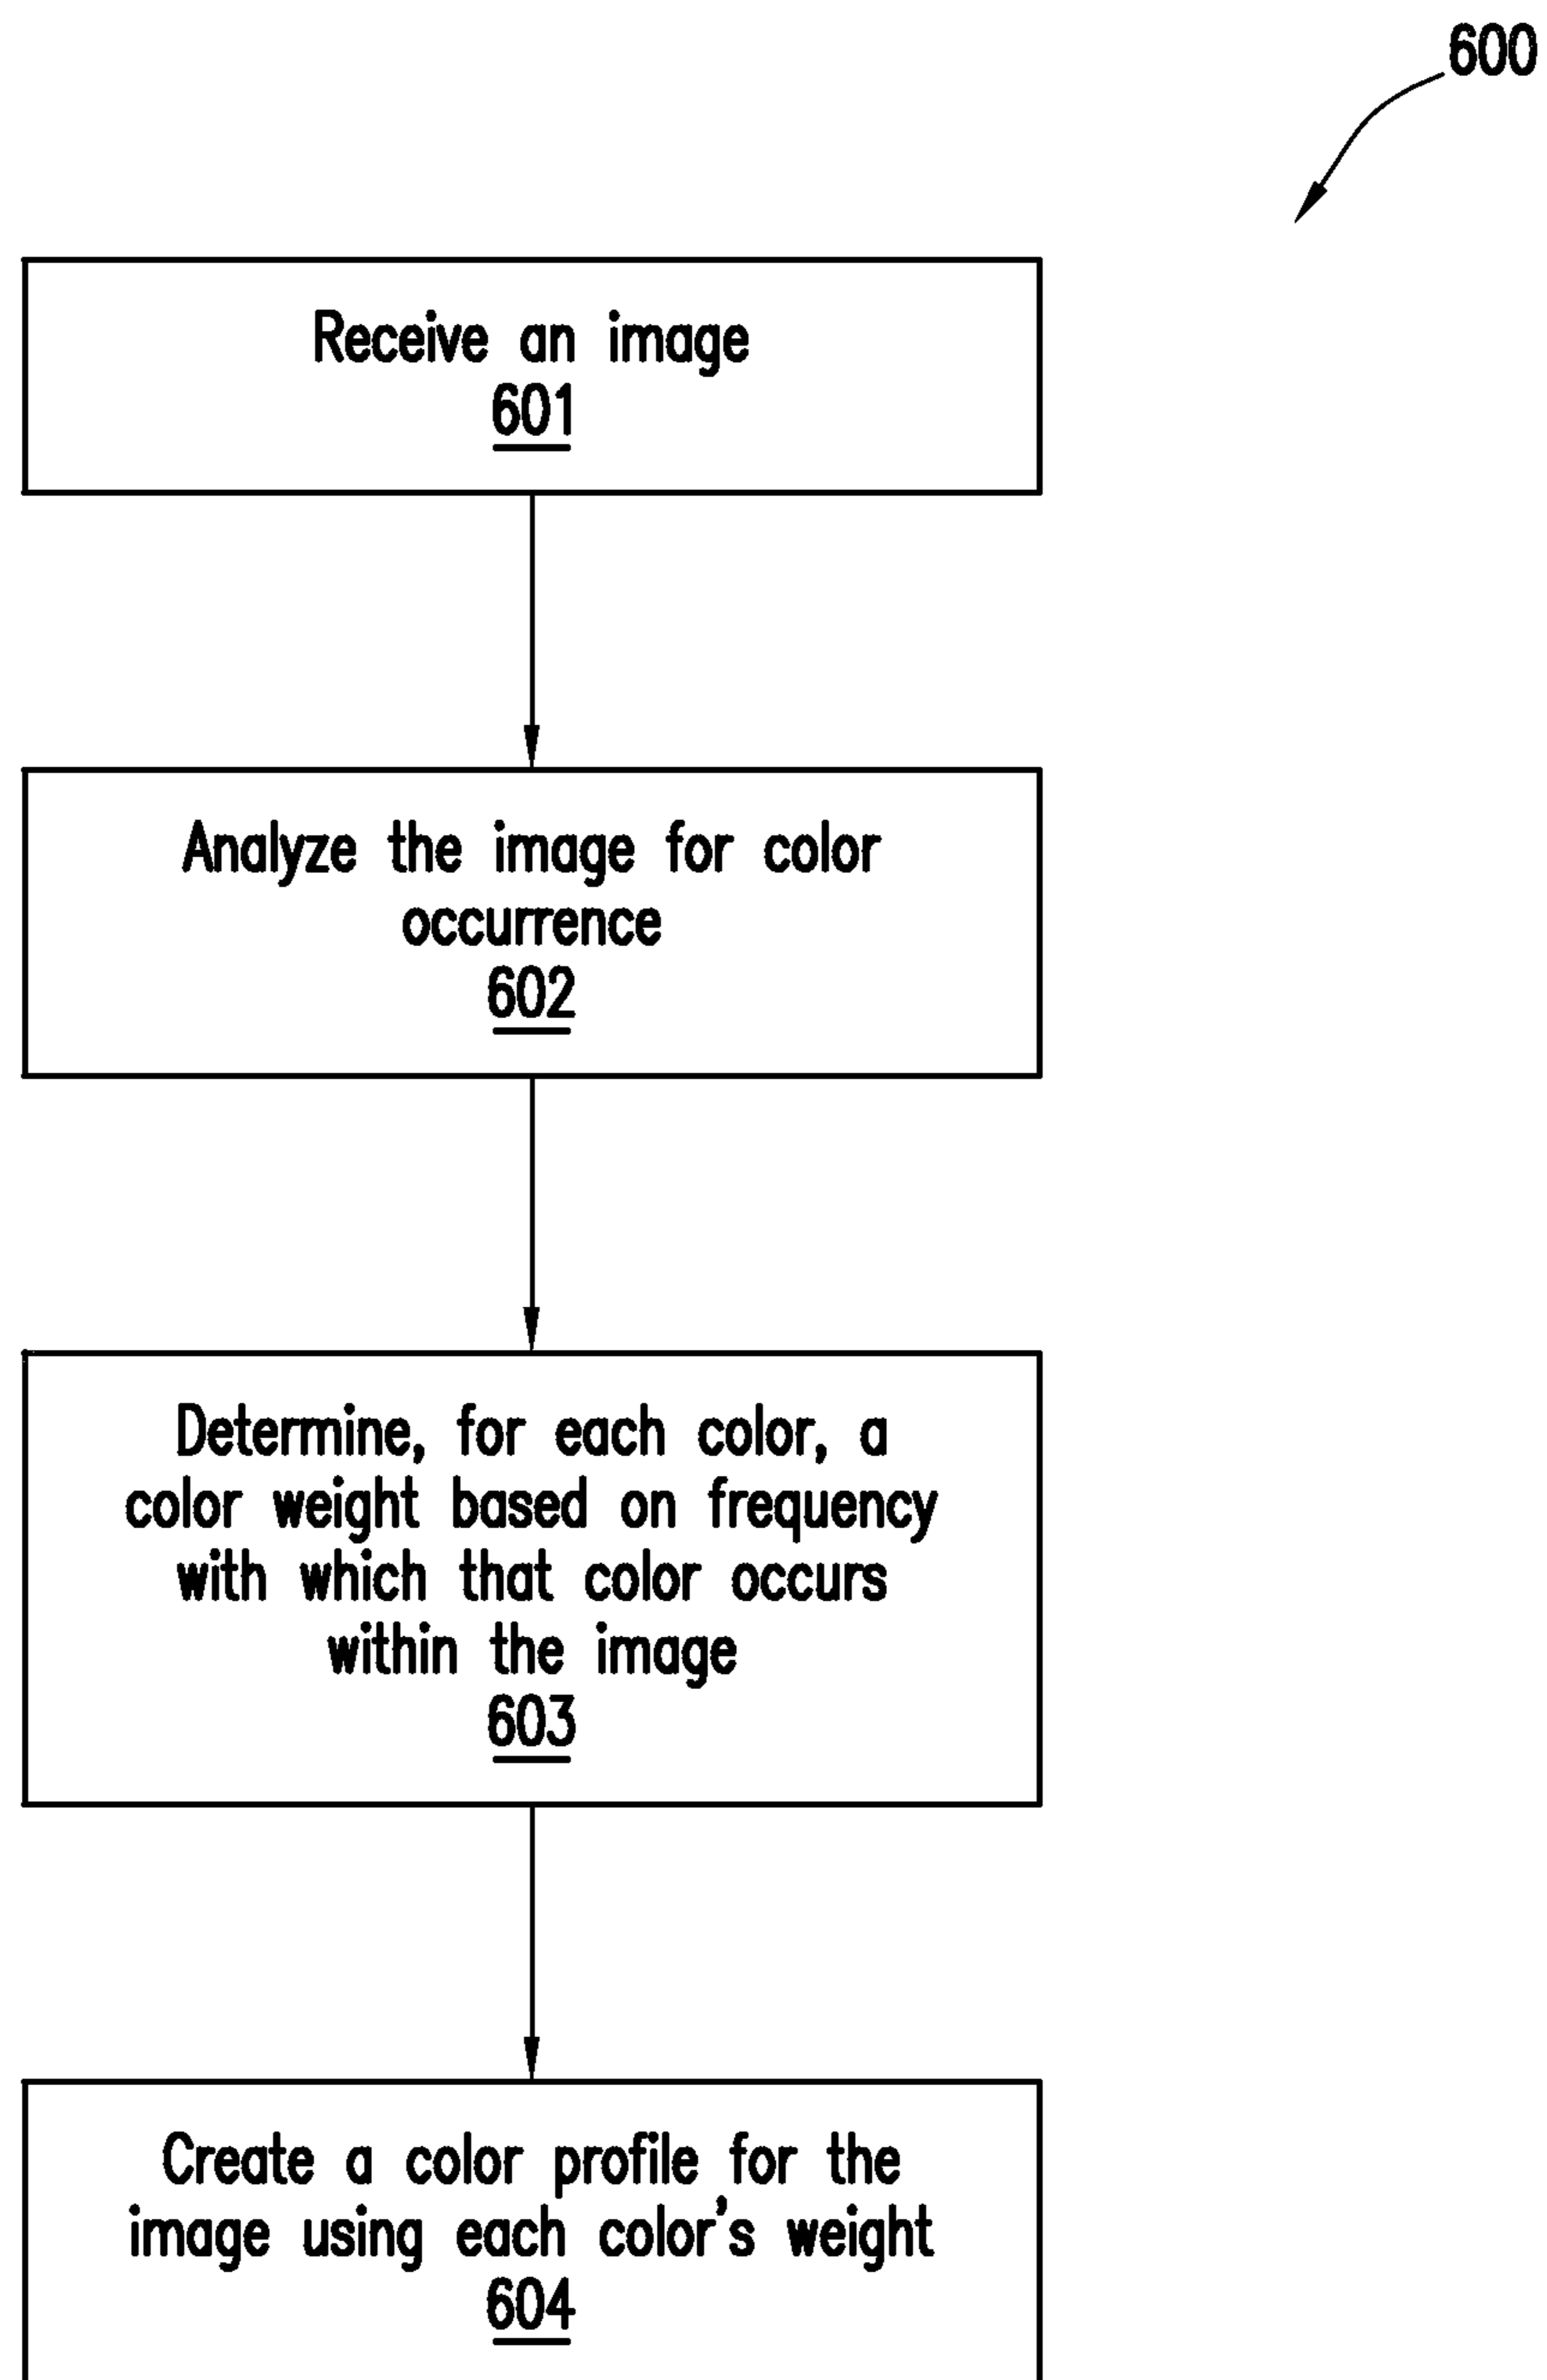 600
Receive an image
601
Analyze the image for color
occurrence
602
Determine, for each color, a
color weight based on frequency
with which that color occurs
within the image
603
Create a color profile for the
image using each color's weight
604